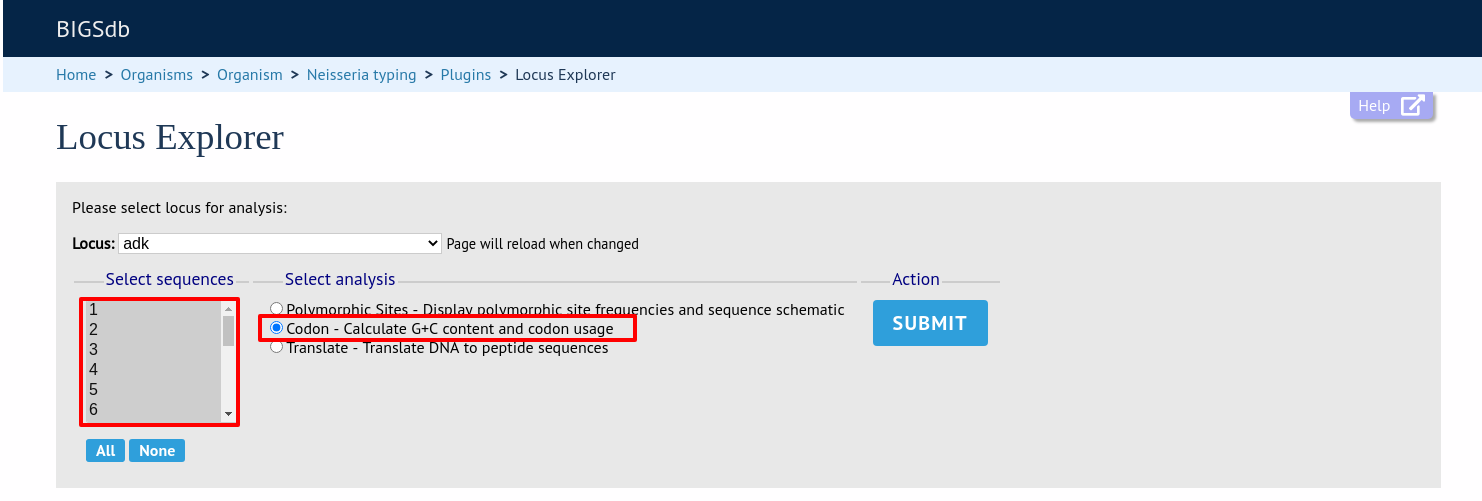 BIGSdb
Home > Organisms > Organism > Neisseria typing > Plugins > Locus Explorer
Help
Locus Explorer
Please select locus for analysis:
Locus: adk Page will reload when changed
Select sequences
1
2
3
4
5
6
All None
Select analysis
Polymorphic Sites - Display polymorphic site frequencies and sequence schematic
Codon - Calculate G+C content and codon usage
Translate - Translate DNA to peptide sequences
Action
SUBMIT